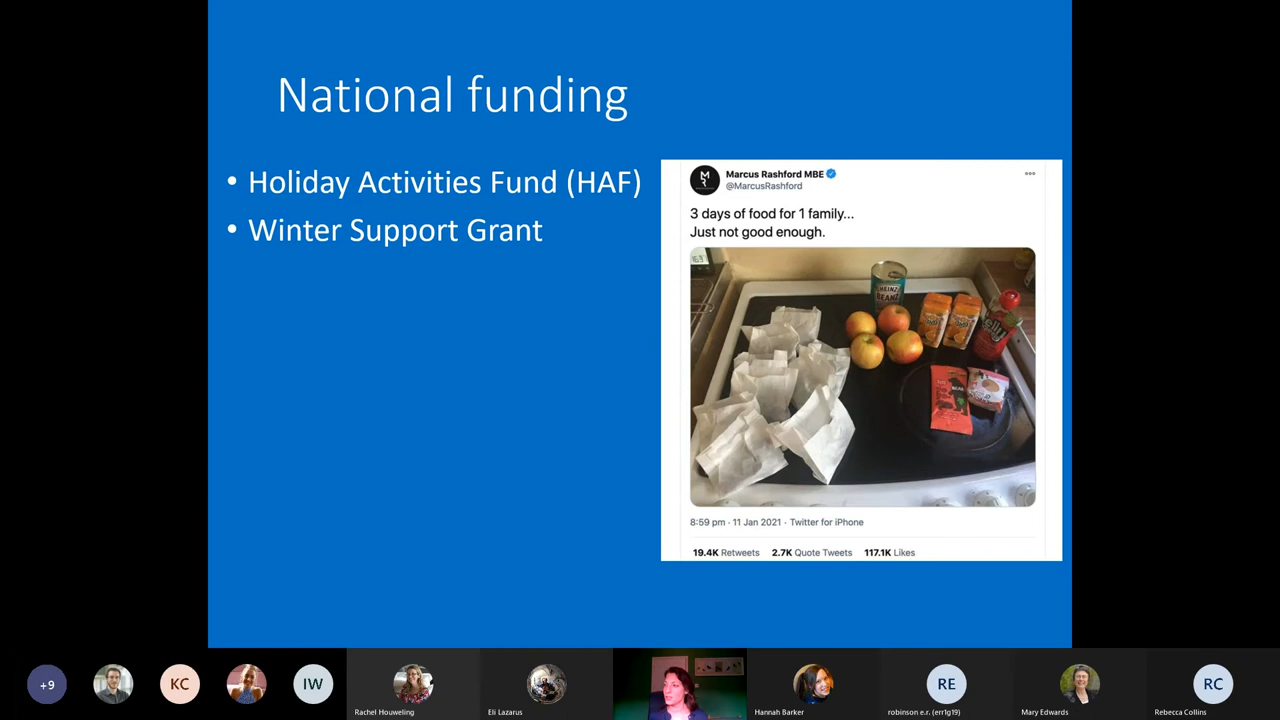 National funding
• Holiday Activities Fund (HAF)
• Winter Support Grant
Marcus Rashford MBE
@MarcusRashford
3 days of food for 1 family...
Just not good enough.
HEINZ
BEANZ
BEAR
8:59 pm · 11 Jan 2021 · Twitter for iPhone
19.4K Retweets 2.7K Quote Tweets 117.1K Likes
+9
KC
IW
RE
RC
Rachel Houweling
Eli Lazarus
Hannah Barker
robinson e.r. (err1g19)
Mary Edwards
Rebecca Collins